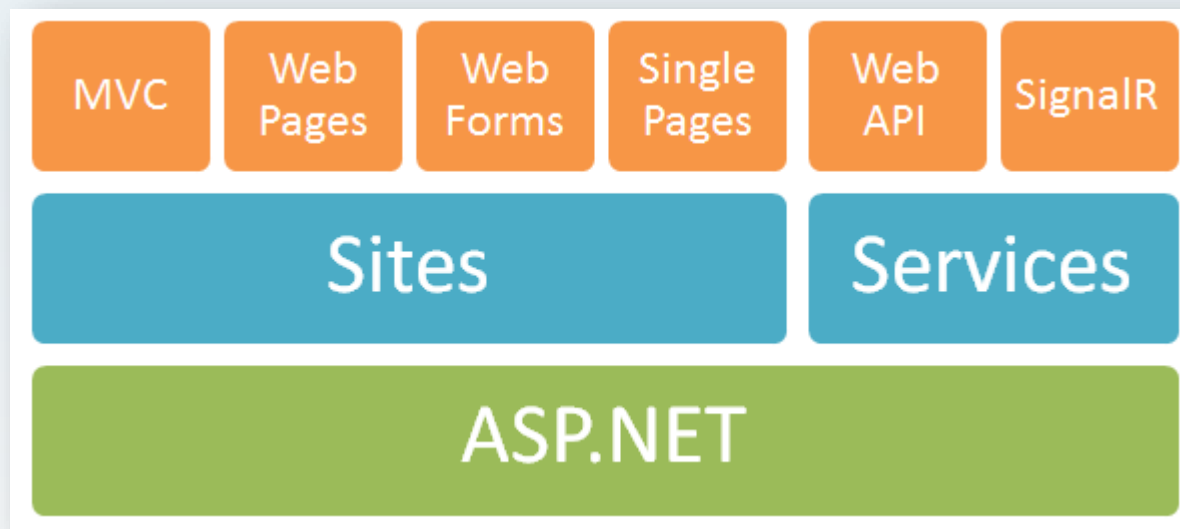 MVC
Web
Pages
Web
Forms
Single
Pages
Web
API
SignalR
Sites
Services
ASP.NET